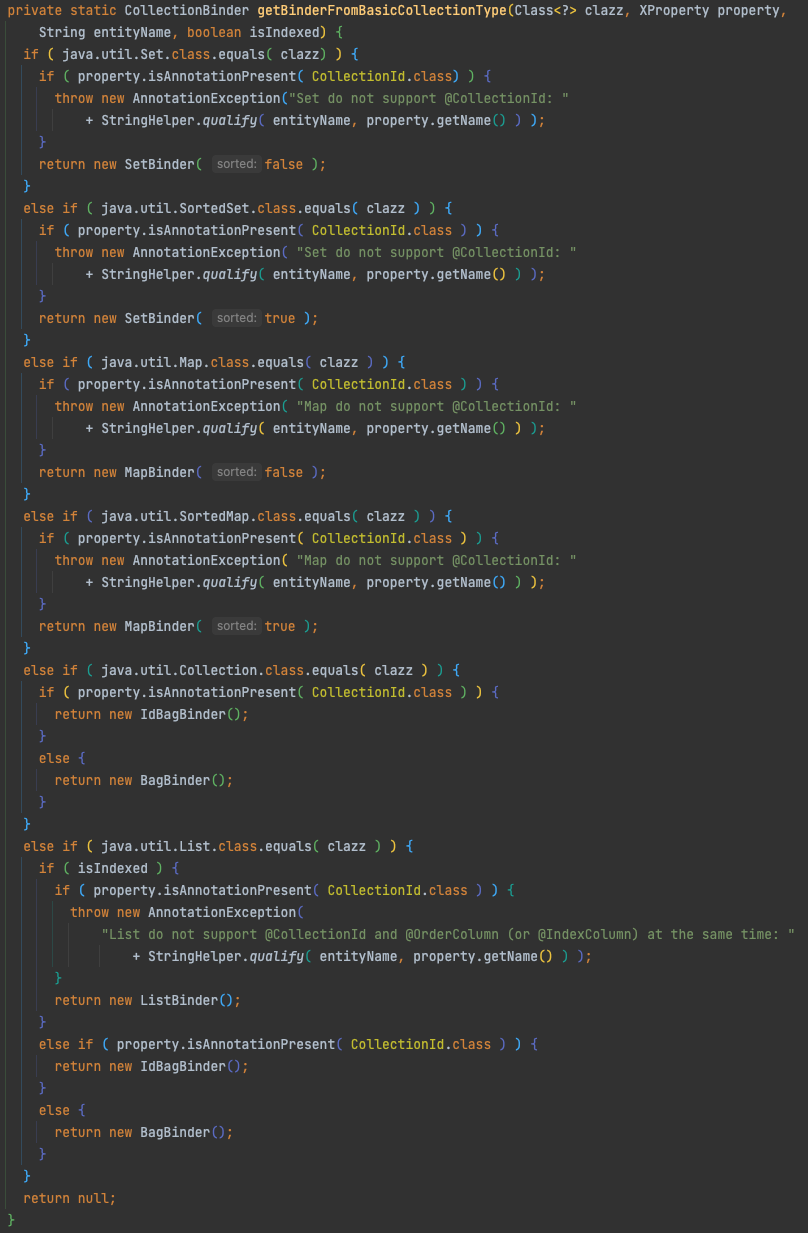 private static CollectionBinder getBinderFromBasicCollectionType(Class<?> clazz, XProperty property,
    String entityName, boolean isIndexed) {
  if ( java.util.Set.class.equals( clazz) ) {
    if ( property.isAnnotationPresent( CollectionId.class) ) {
      throw new AnnotationException("Set do not support @CollectionId: "
          + StringHelper.qualify( entityName, property.getName() ) );
    }
    return new SetBinder( sorted: false );
  }
  else if ( java.util.SortedSet.class.equals( clazz ) ) {
    if ( property.isAnnotationPresent( CollectionId.class ) ) {
      throw new AnnotationException( "Set do not support @CollectionId: "
          + StringHelper.qualify( entityName, property.getName() ) );
    }
    return new SetBinder( sorted: true );
  }
  else if ( java.util.Map.class.equals( clazz ) ) {
    if ( property.isAnnotationPresent( CollectionId.class ) ) {
      throw new AnnotationException( "Map do not support @CollectionId: "
          + StringHelper.qualify( entityName, property.getName() ) );
    }
    return new MapBinder( sorted: false );
  }
  else if ( java.util.SortedMap.class.equals( clazz ) ) {
    if ( property.isAnnotationPresent( CollectionId.class ) ) {
      throw new AnnotationException( "Map do not support @CollectionId: "
          + StringHelper.qualify( entityName, property.getName() ) );
    }
    return new MapBinder( sorted: true );
  }
  else if ( java.util.Collection.class.equals( clazz ) ) {
    if ( property.isAnnotationPresent( CollectionId.class ) ) {
      return new IdBagBinder();
    }
    else {
      return new BagBinder();
    }
  }
  else if ( java.util.List.class.equals( clazz ) ) {
    if ( isIndexed ) {
      if ( property.isAnnotationPresent( CollectionId.class ) ) {
        throw new AnnotationException(
            "List do not support @CollectionId and @OrderColumn (or @IndexColumn) at the same time: "
                + StringHelper.qualify( entityName, property.getName() ) );
      }
      return new ListBinder();
    }
    else if ( property.isAnnotationPresent( CollectionId.class ) ) {
      return new IdBagBinder();
    }
    else {
      return new BagBinder();
    }
  }
  return null;
}